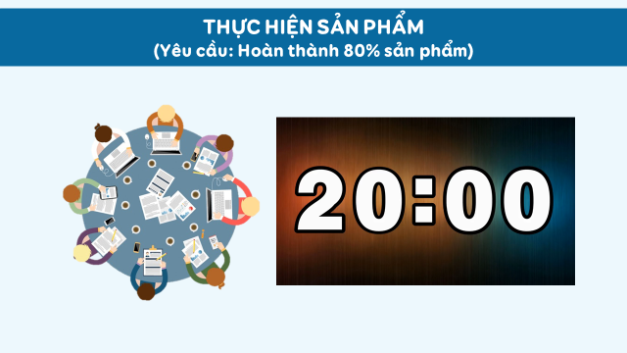 THỰC HIỆN SẢN PHẨM
(Yêu cầu: Hoàn thành 80% sản phẩm)
20:00